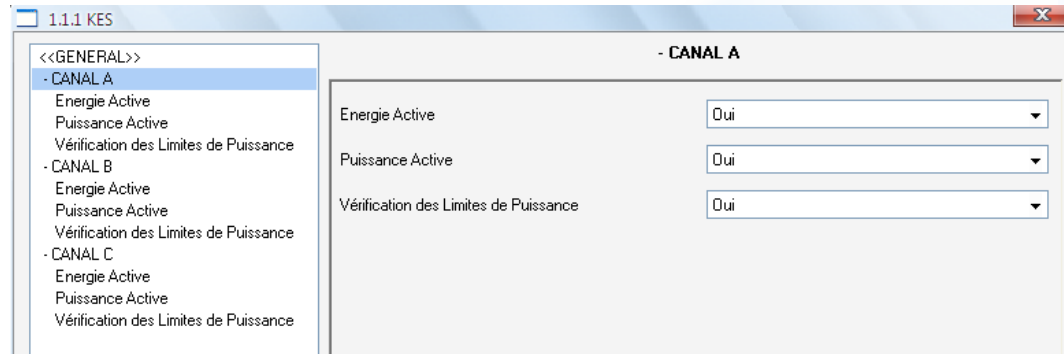 1.1.1 KES
<<GENERAL>>
- CANAL A
Energie Active
Puissance Active
Vérification des Limites de Puissance
- CANAL B
Energie Active
Puissance Active
Vérification des Limites de Puissance
- CANAL C
Energie Active
Puissance Active
Vérification des Limites de Puissance
- CANAL A
Energie Active Oui
Puissance Active Oui
Vérification des Limites de Puissance Oui